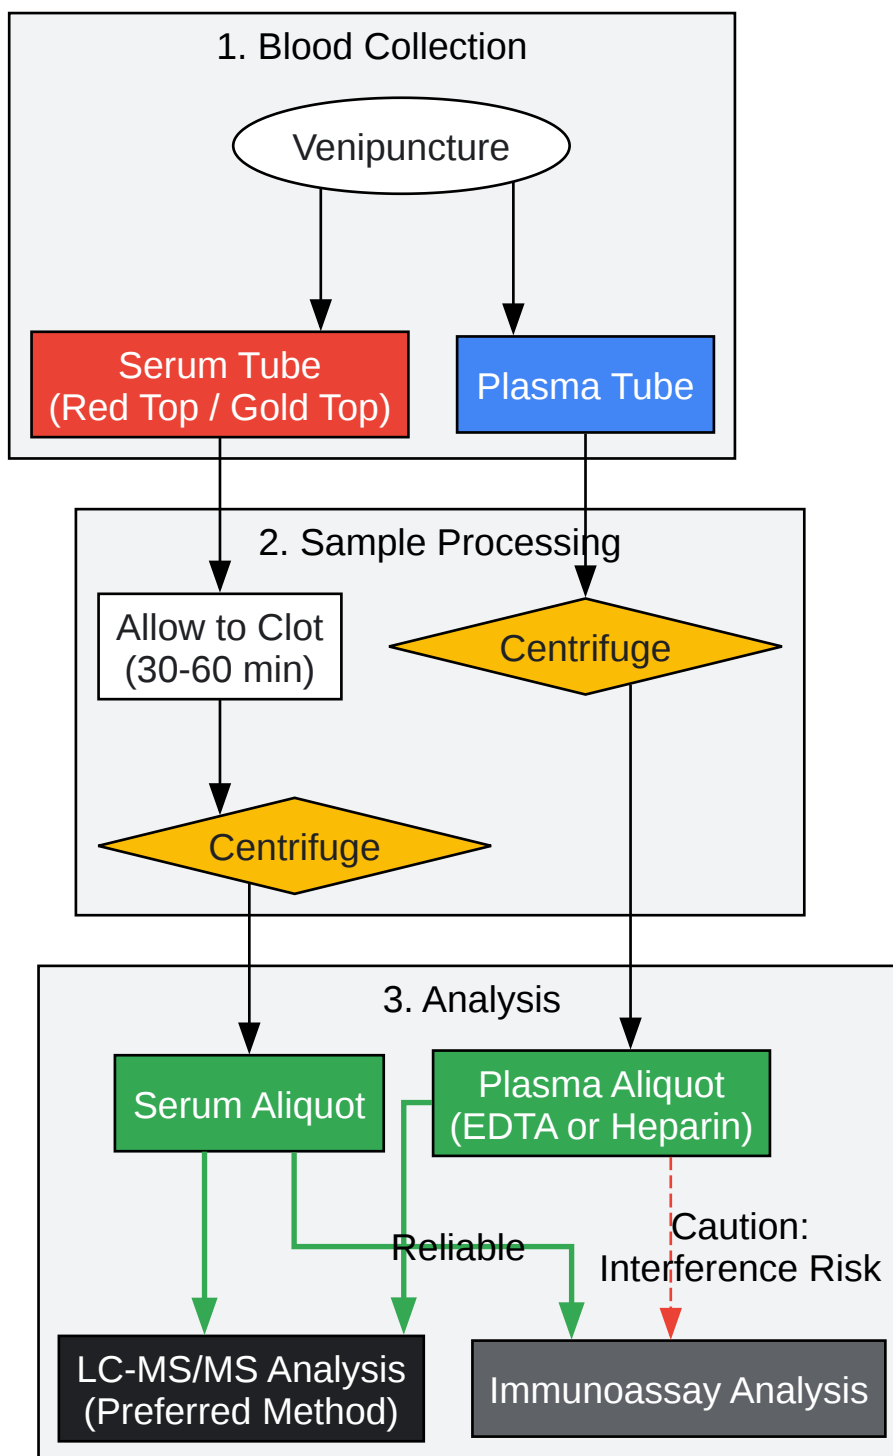 1. Blood Collection
Venipuncture
Serum Tube
(Red Top / Gold Top)
Plasma Tube
2. Sample Processing
Allow to Clot
(30-60 min)
Centrifuge
Centrifuge
3. Analysis
Serum Aliquot
Plasma Aliquot
(EDTA or Heparin)
Reliable
Caution:
Interference Risk
LC-MS/MS Analysis
(Preferred Method)
Immunoassay Analysis